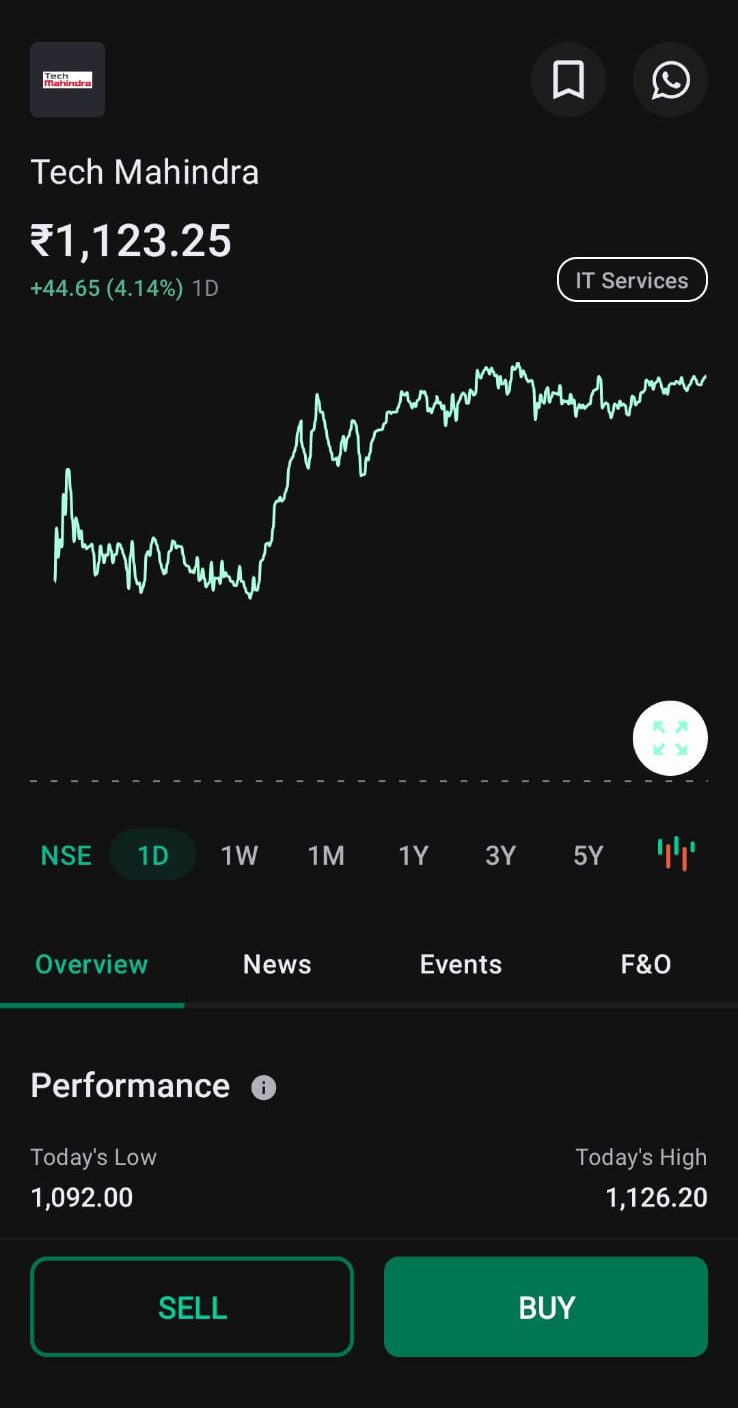 Tech
Mahindra
Tech Mahindra
₹1,123.25
+44.65 (4.14%) 1D
IT Services
NSE 1D 1W 1M 1Y 3Y 5Y
Overview News Events F&O
Performance
Today's Low Today's High
1,092.00 1,126.20
SELL BUY